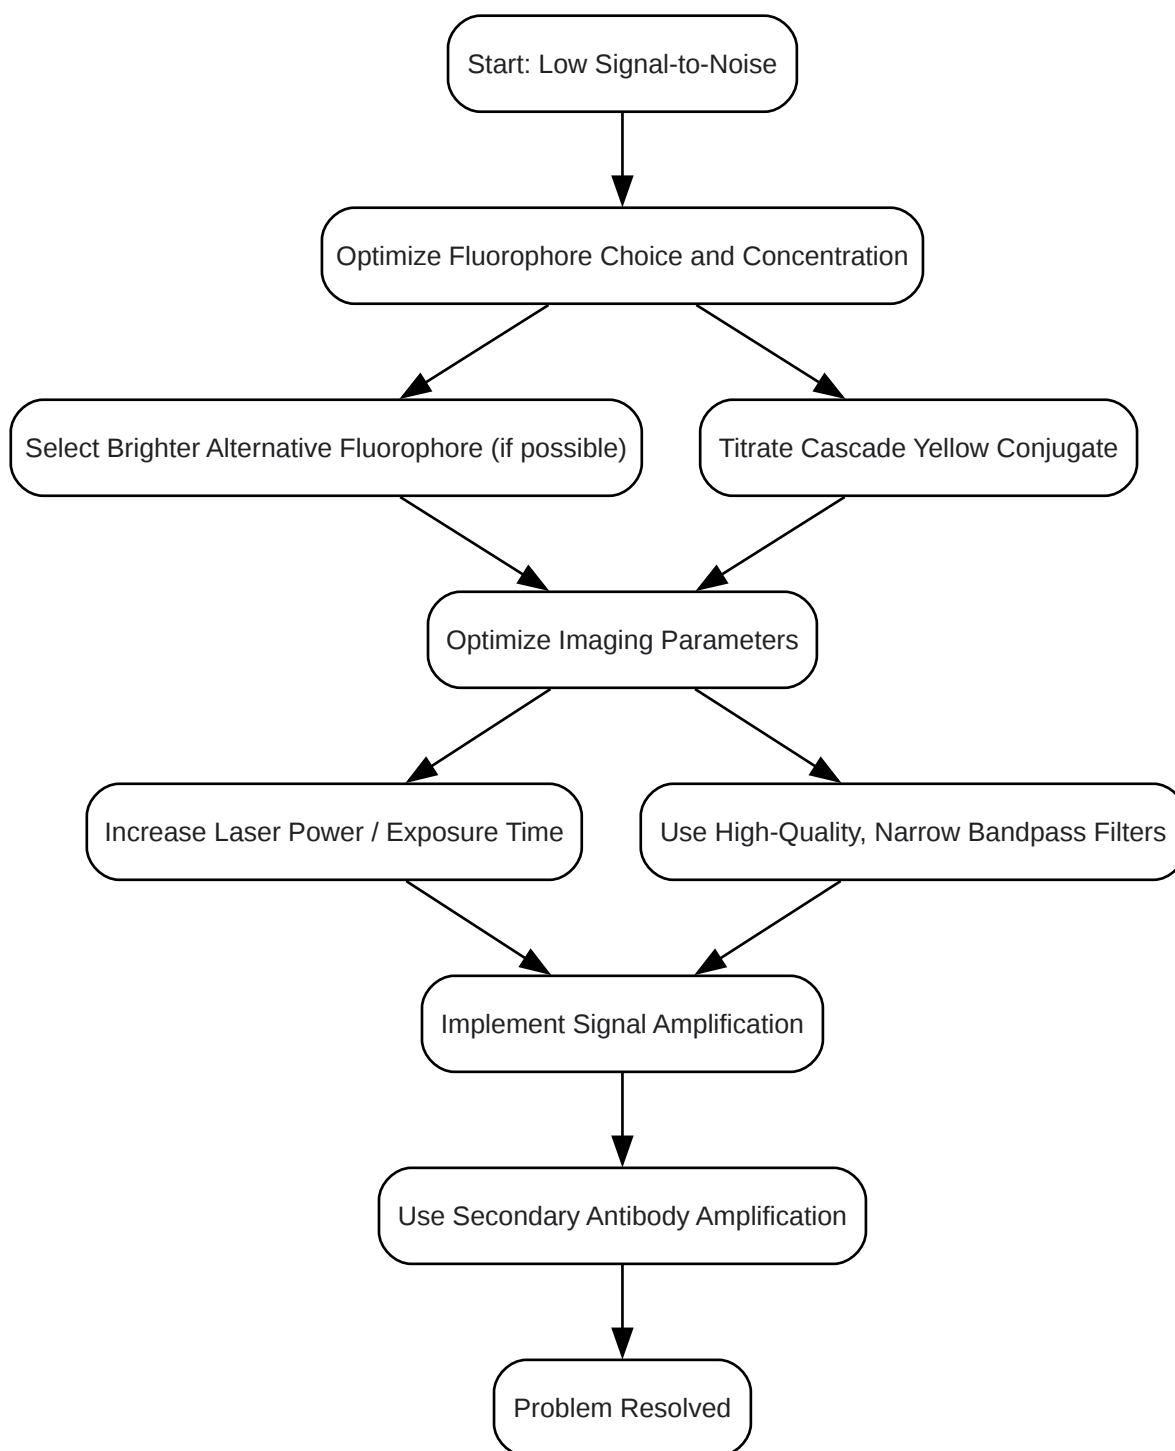 Start: Low Signal-to-Noise
Optimize Fluorophore Choice and Concentration
Select Brighter Alternative Fluorophore (if possible)
Titrate Cascade Yellow Conjugate
Optimize Imaging Parameters
Increase Laser Power / Exposure Time
Use High-Quality, Narrow Bandpass Filters
Implement Signal Amplification
Use Secondary Antibody Amplification
Problem Resolved